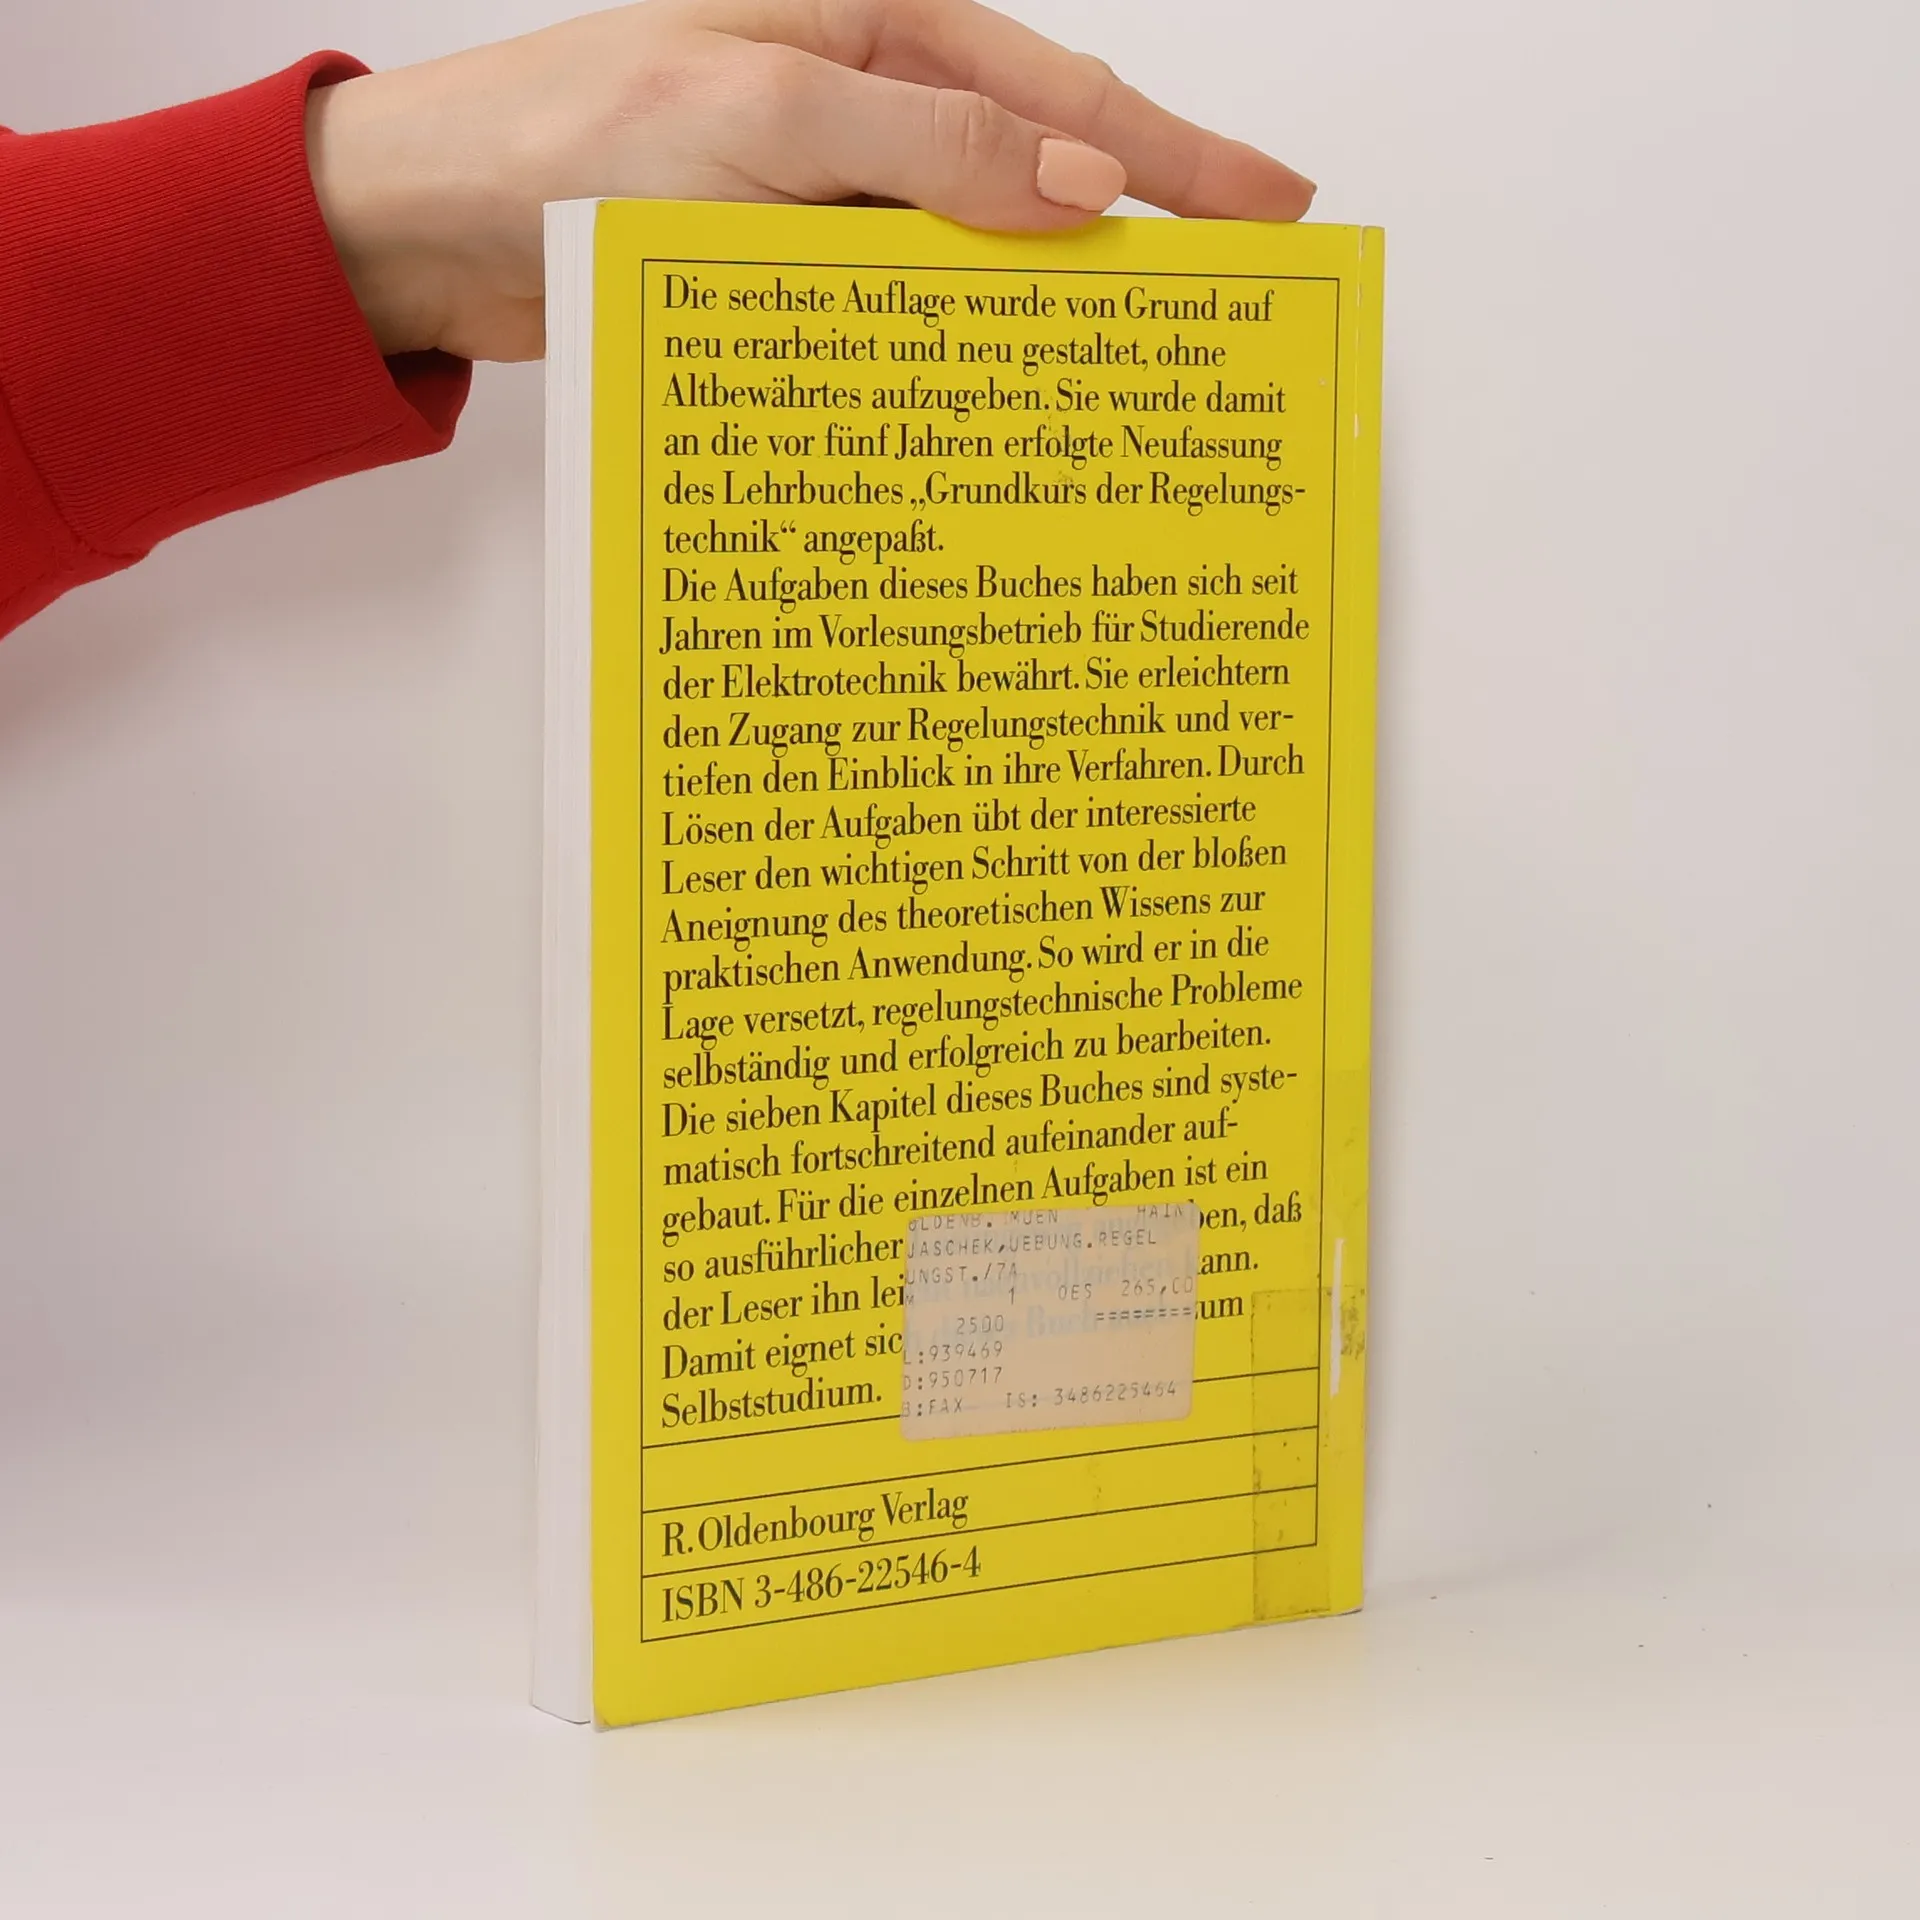 Die sechste Auflage wurde von Grund auf
neu erarbeitet und neu gestaltet, ohne
Altbewährtes aufzugeben. Sie wurde damit
an die vor fünf Jahren erfolgte Neufassung
des Lehrbuches „Grundkurs der Regelungs-
technik“ angepaßt.
Die Aufgaben dieses Buches haben sich seit
Jahren im Vorlesungsbetrieb für Studierende
der Elektrotechnik bewährt. Sie erleichtern
den Zugang zur Regelungstechnik und ver-
tiefen den Einblick in ihre Verfahren. Durch
Lösen der Aufgaben übt der interessierte
Leser den wichtigen Schritt von der bloßen
Aneignung des theoretischen Wissens zur
praktischen Anwendung. So wird er in die
Lage versetzt, regelungstechnische Probleme
selbständig und erfolgreich zu bearbeiten.
Die sieben Kapitel dieses Buches sind syste-
matisch fortschreitend aufeinander auf-
gebaut. Für die einzelnen Aufgaben ist ein
so ausführlicher ben, daß
der Leser ihn lei kann.
Damit eignet sic zum
Selbststudium.
OLDENB. MUEN HAIN
JASCHEK,UEBUNG.REGEL
UNGST./7A
M 1 OES 265,00
2500 ========
L:939469
D:950717
B:FAX IS: 3486225464
R. Oldenbourg Verlag
ISBN 3-486-22546-4